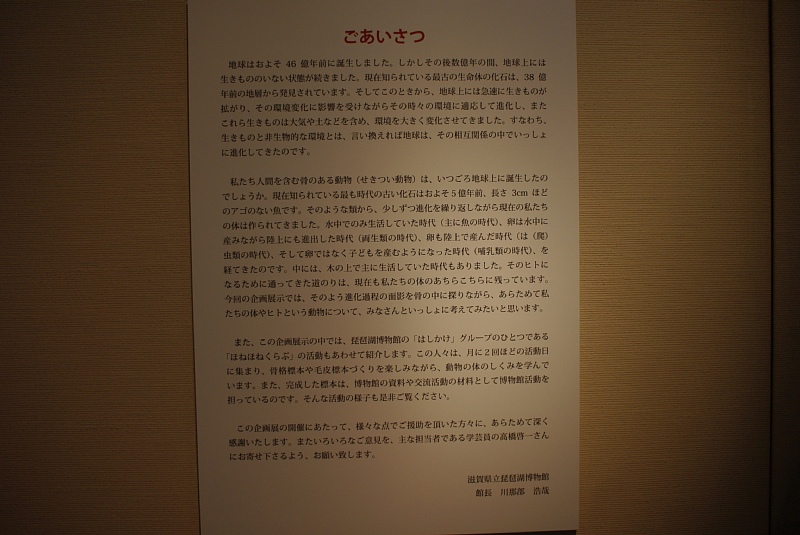 ごあいさつ
地球はおよそ 46 億年前に誕生しました。しかしその後数億年の間、地球上には
生きもののいない状態が続きました。現在知られている最古の生命体の化石は、38 億
年前の地層から発見されています。そしてこのときから、地球上には急速に生きものが
拡がり、その環境変化に影響を受けながらその時々の環境に適応して進化し、また
これら生きものは大気や土などを含め、環境を大きく変化させてきました。すなわち、
生きものと非生物的な環境とは、言い換えれば地球は、その相互関係の中でいっしょ
に進化してきたのです。
私たち人間を含む骨のある動物（せきつい動物）は、いつごろ地球上に誕生したの
でしょうか。現在知られている最も時代の古い化石はおよそ５億年前、長さ 3cm ほど
のアゴのない魚です。そのような類から、少しずつ進化を繰り返しながら現在の私たち
の体は作られてきました。水中でのみ生活していた時代（主に魚の時代）、卵は水中に
産みながら陸上にも進出した時代（両生類の時代）、卵も陸上で産んだ時代（は（爬）
虫類の時代）、そして卵ではなく子どもを産むようになった時代（哺乳類の時代）、を
経てきたのです。中には、木の上で主に生活していた時代もありました。そのヒトに
なるために通ってきた道のりは、現在も私たちの体のあちらこちらに残っています。
今回の企画展示では、そのよう進化過程の面影を骨の中に探りながら、あらためて私
たちの体やヒトという動物について、みなさんといっしょに考えてみたいと思います。
また、この企画展示の中では、琵琶湖博物館の「はしかけ」グループのひとつである
「ほねほねくらぶ」の活動もあわせて紹介します。この人々は、月に２回ほどの活動日
に集まり、骨格標本や毛皮標本づくりを楽しみながら、動物の体のしくみを学んで
います。また、完成した標本は、博物館の資料や交流活動の材料として博物館活動を
担っているのです。そんな活動の様子も是非ご覧ください。
この企画展の開催にあたって、様々な点でご援助を頂いた方々に、あらためて深く
感謝いたします。またいろいろなご意見を、主な担当者である学芸員の高橋啓一さん
にお寄せ下さるよう、お願い致します。
滋賀県立琵琶湖博物館
館長　川那部　浩哉